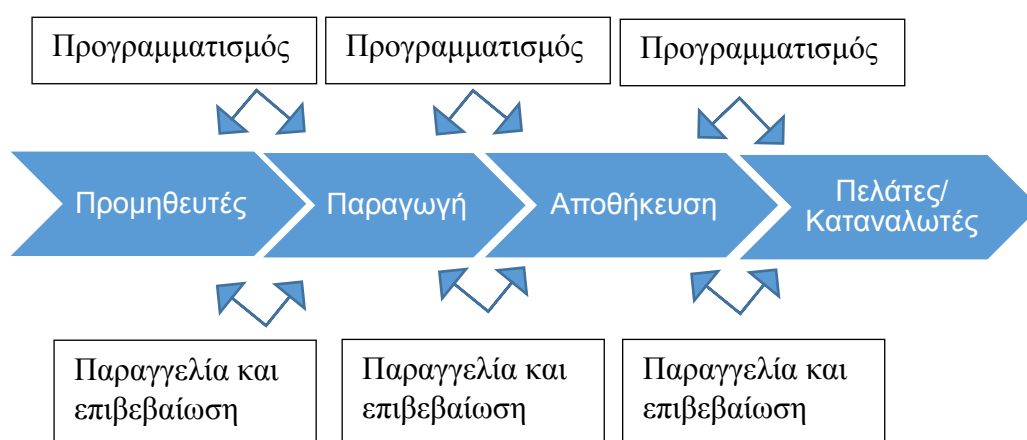 Προγραμματισμός
Προγραμματισμός
Προγραμματισμός
Προμηθευτές
Παραγωγή
Αποθήκευση
Πελάτες/
Καταναλωτές
Παραγγελία και
επιβεβαίωση
Παραγγελία και
επιβεβαίωση
Παραγγελία και
επιβεβαίωση